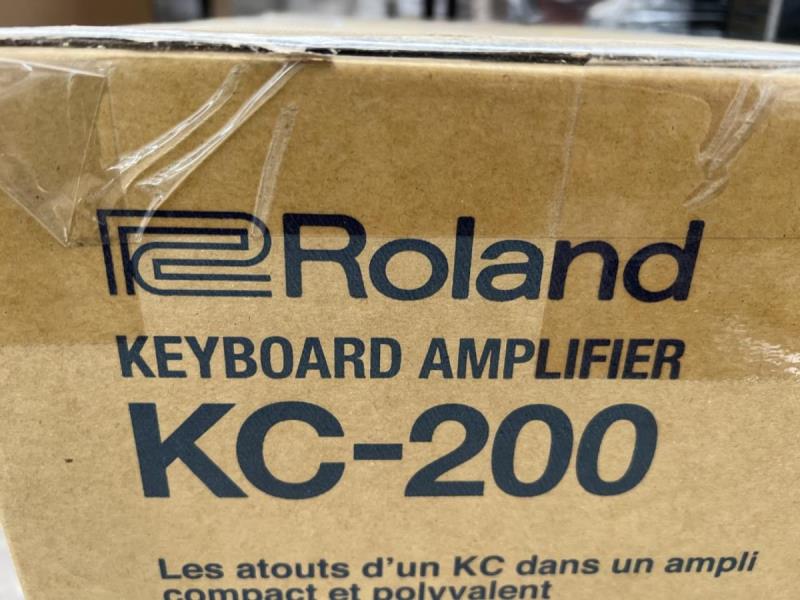 Roland
KEYBOARD AMPLIFIER
KC-200
Les atouts d'un KC dans un ampli
compact et polyvalent